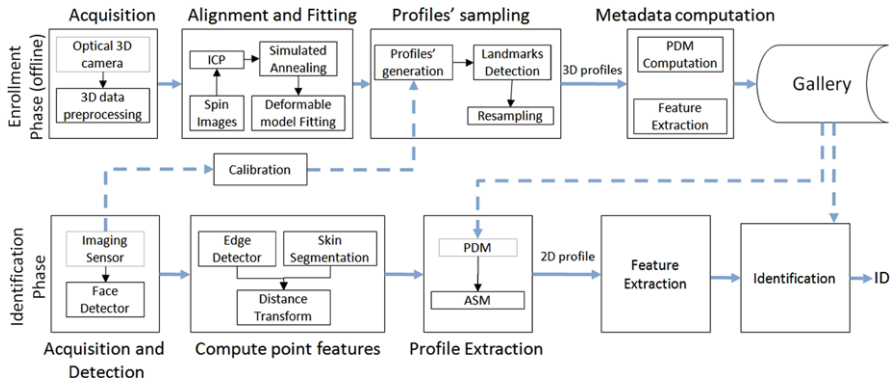 Acquisition
Alignment and Fitting
Profiles' sampling
Metadata computation
Enrollment
Phase (offline)
Optical 3D
camera
3D data
preprocessing
ICP
Simulated
Annealing
Spin
Images
Deformable
model Fitting
Profiles'
generation
Landmarks
Detection
Resampling
3D profiles
PDM
Computation
Feature
Extraction
Gallery
Calibration
Identification
Phase
Imaging
Sensor
Face
Detector
Edge
Detector
Skin
Segmentation
Distance
Transform
PDM
ASM
2D profile
Feature
Extraction
Identification
ID
Acquisition and
Detection
Compute point features
Profile Extraction